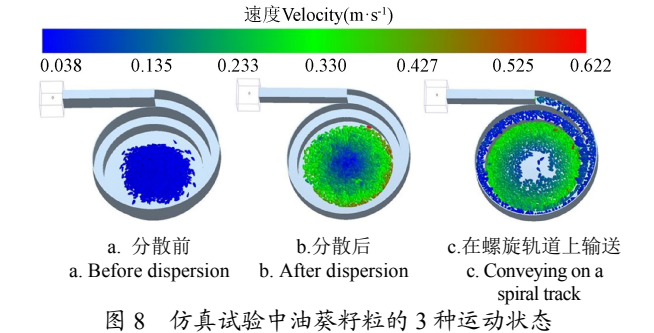 速度Velocity(m·s-1)
0.038 0.135 0.233 0.330 0.427 0.525 0.622
a. 分散前
a. Before dispersion
b.分散后
b. After dispersion
c.在螺旋轨道上输送
c. Conveying on a
spiral track
图 8 仿真试验中油葵籽粒的 3 种运动状态